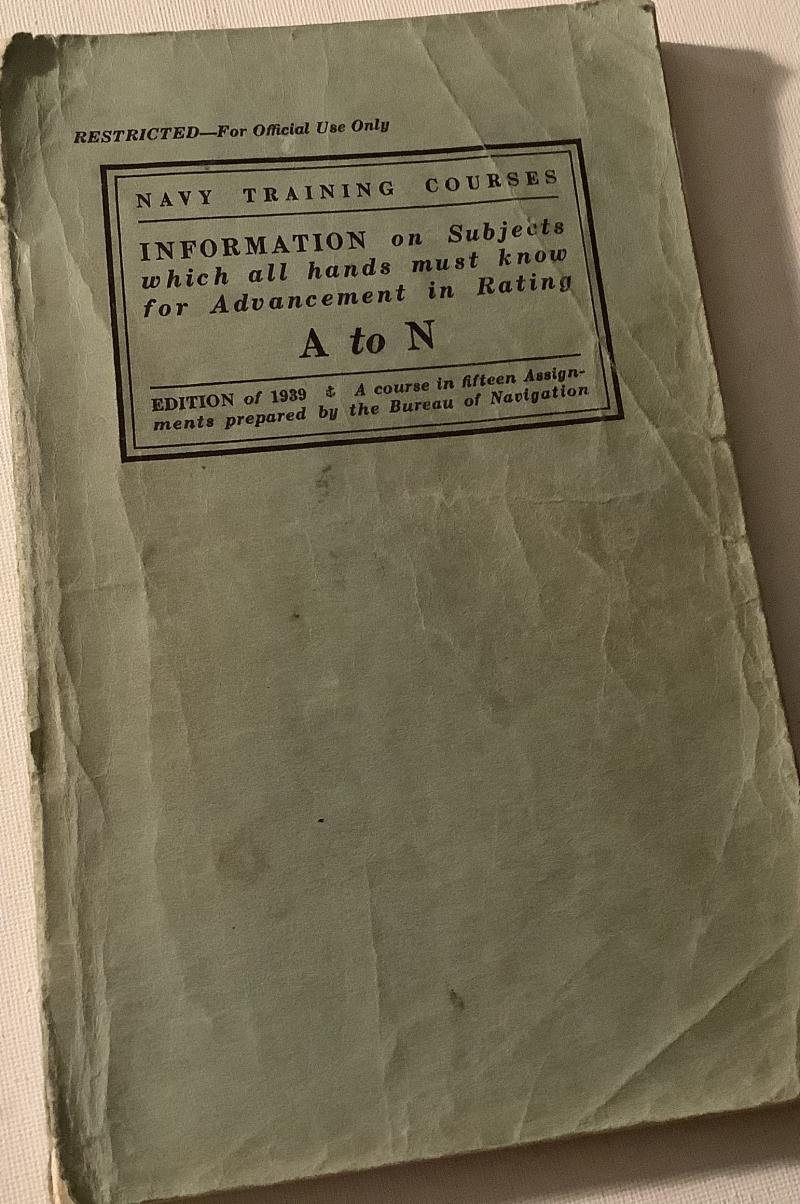 RESTRICTED—For Official Use Only
NAVY TRAINING COURSES
INFORMATION on Subjects
which all hands must know
for Advancement in Rating
A to N
EDITION of 1939 ⚓ A course in fifteen Assign-
ments prepared by the Bureau of Navigation